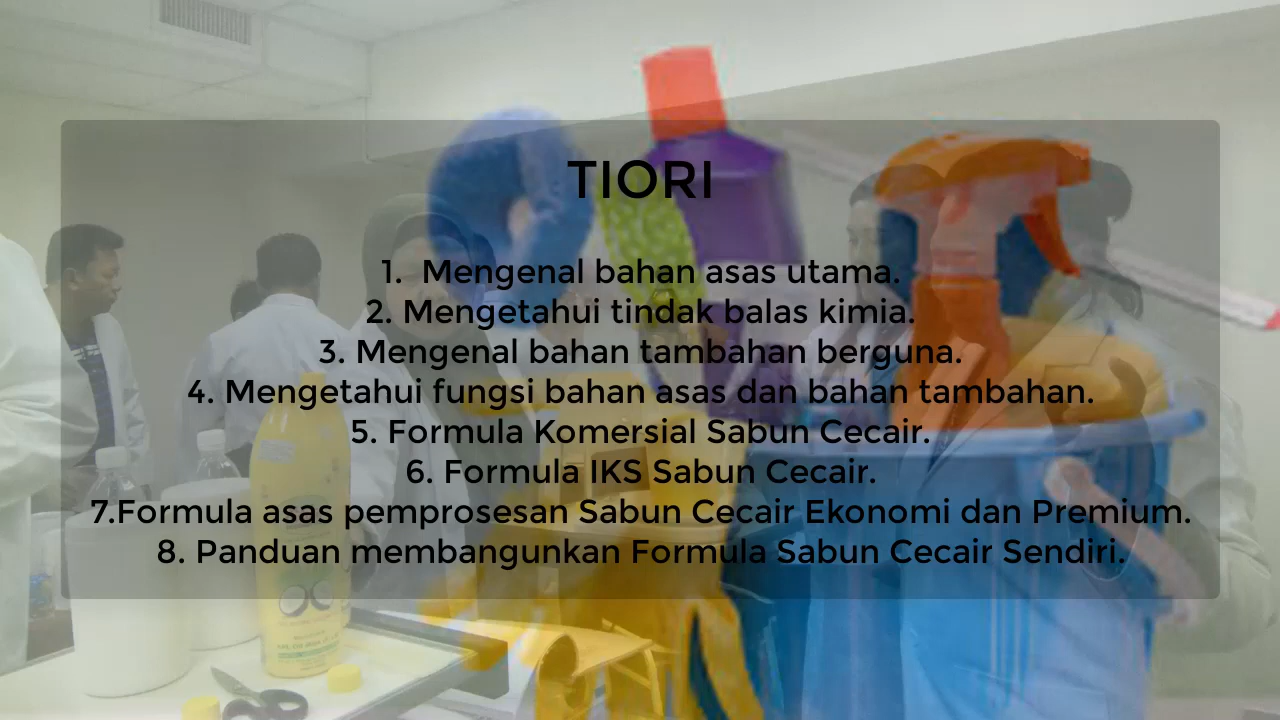 TIORI
1. Mengenal bahan asas utama.
2. Mengetahui tindak balas kimia.
3. Mengenal bahan tambahan berguna.
4. Mengetahui fungsi bahan asas dan bahan tambahan.
5. Formula Komersial Sabun Cecair.
6. Formula IKS Sabun Cecair.
7.Formula asas pemprosesan Sabun Cecair Ekonomi dan Premium.
8. Panduan membangunkan Formula Sabun Cecair Sendiri.